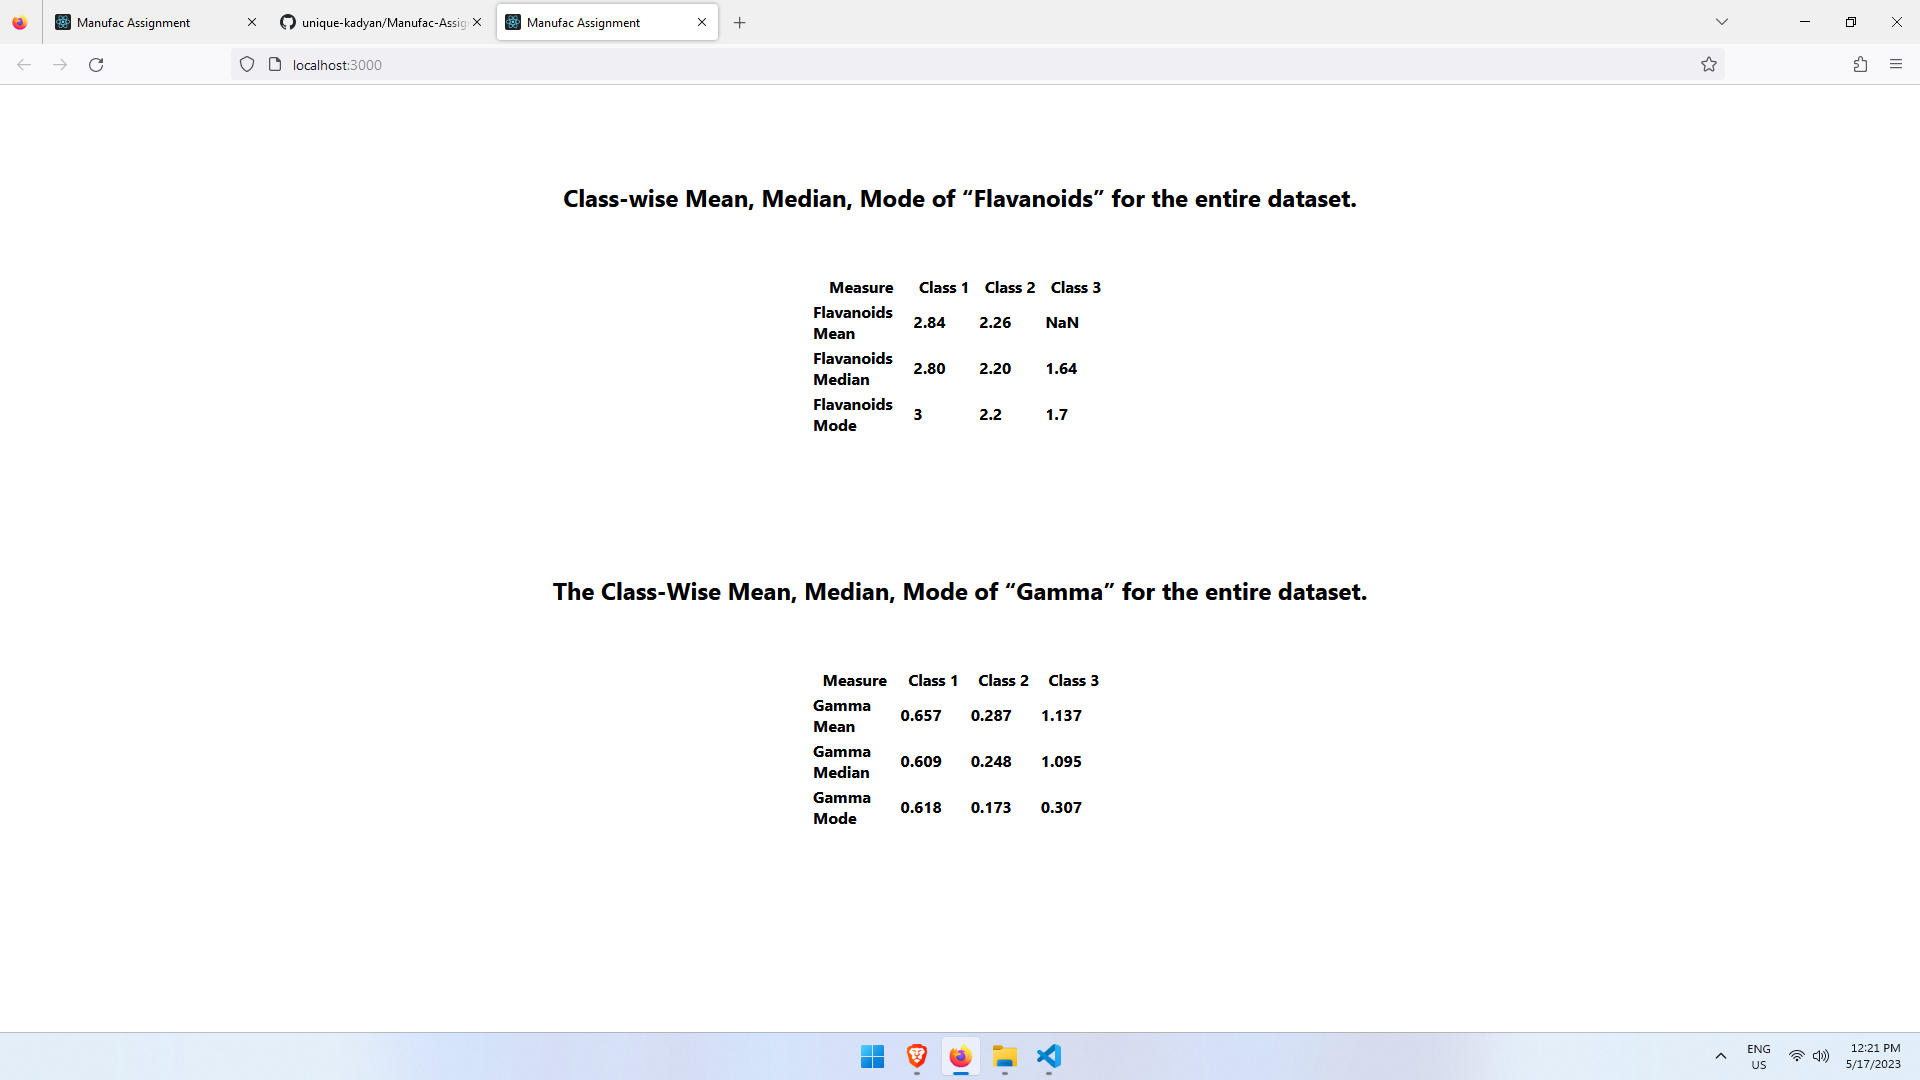 Manufac Assignment
unique-kadyan/Manufac-Assig
Manufac Assignment
localhost:3000
Class-wise Mean, Median, Mode of “Flavanoids” for the entire dataset.
Measure Class 1 Class 2 Class 3
Flavanoids
Mean 2.84 2.26 NaN
Flavanoids
Median 2.80 2.20 1.64
Flavanoids
Mode 3 2.2 1.7
The Class-Wise Mean, Median, Mode of “Gamma” for the entire dataset.
Measure Class 1 Class 2 Class 3
Gamma
Mean 0.657 0.287 1.137
Gamma
Median 0.609 0.248 1.095
Gamma
Mode 0.618 0.173 0.307
ENG
US
12:21 PM
5/17/2023